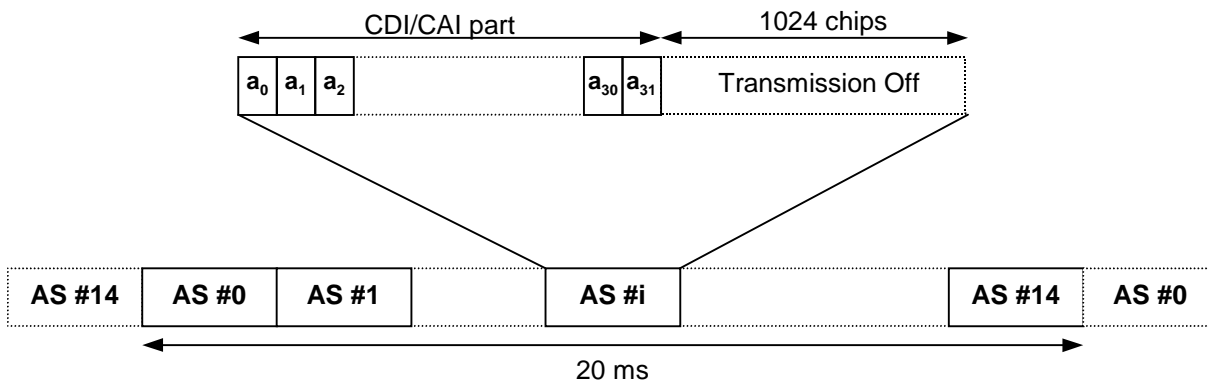 CDI/CAI part 1024 chips
a0 a1 a2 a30 a31 Transmission Off
AS #14 AS #0 AS #1 AS #i AS #14 AS #0
20 ms